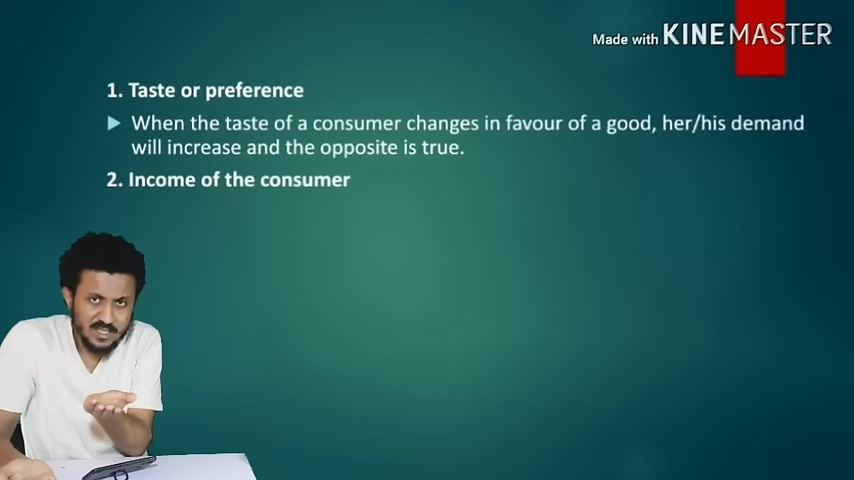 Made with KINEMASTER
1. Taste or preference
When the taste of a consumer changes in favour of a good, her/his demand
will increase and the opposite is true.
2. Income of the consumer